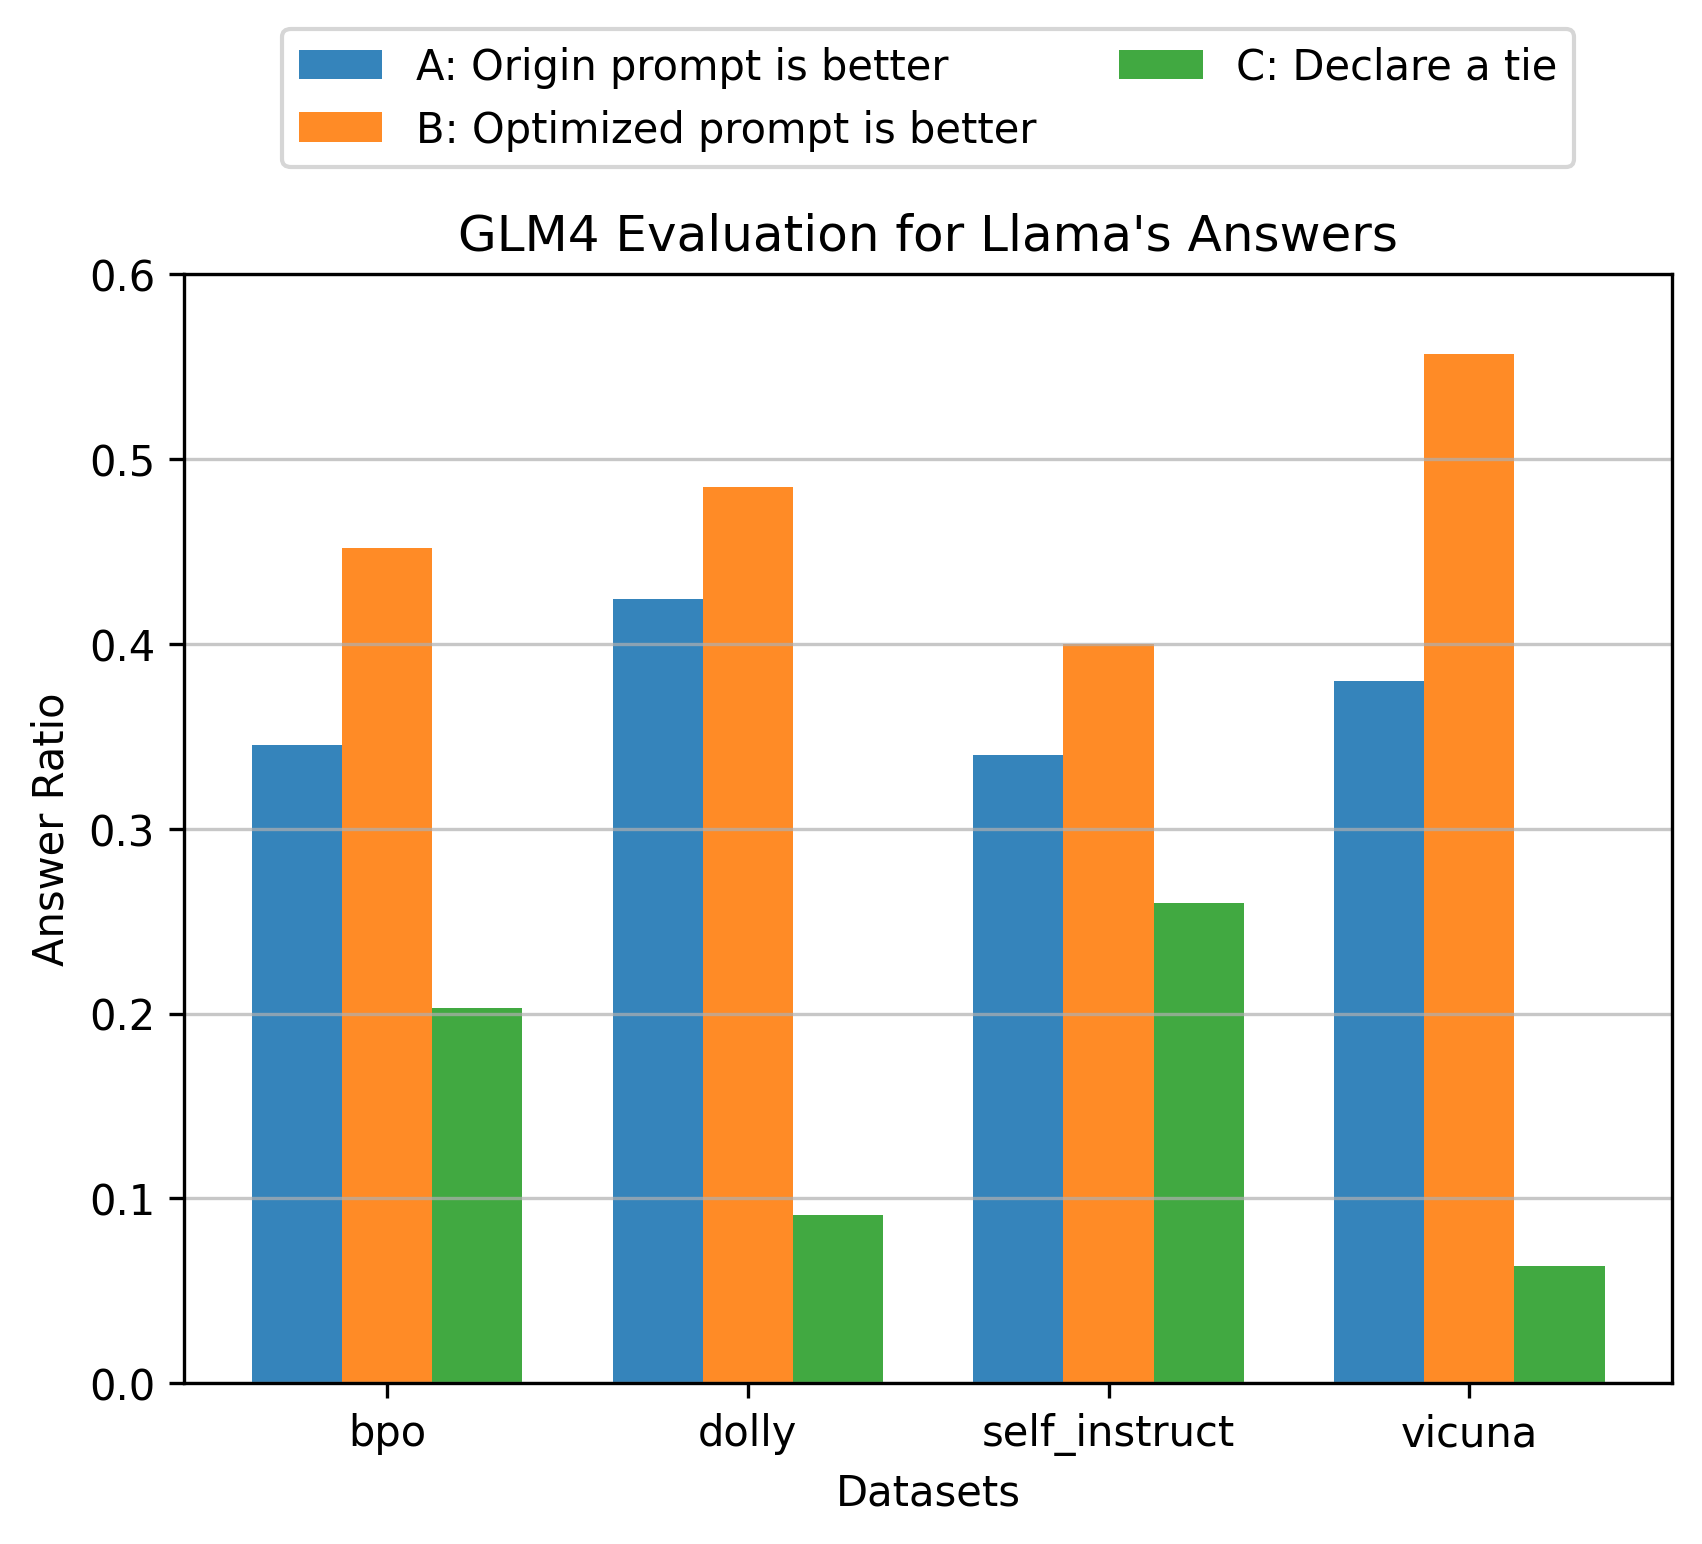 A: Origin prompt is better
B: Optimized prompt is better
C: Declare a tie
GLM4 Evaluation for Llama's Answers
0.6
0.5
0.4
0.3
0.2
0.1
0.0
Answer Ratio
bpo
dolly
self_instruct
vicuna
Datasets